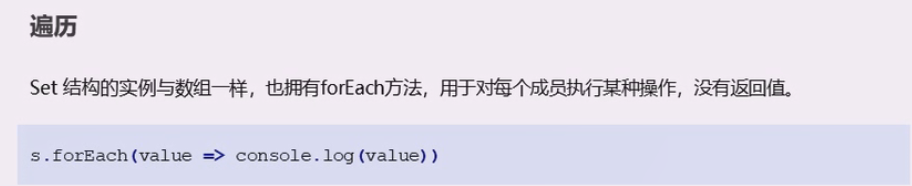 遍历
Set 结构的实例与数组一样，也拥有forEach方法，用于对每个成员执行某种操作，没有返回值。
s.forEach(value => console.log(value))